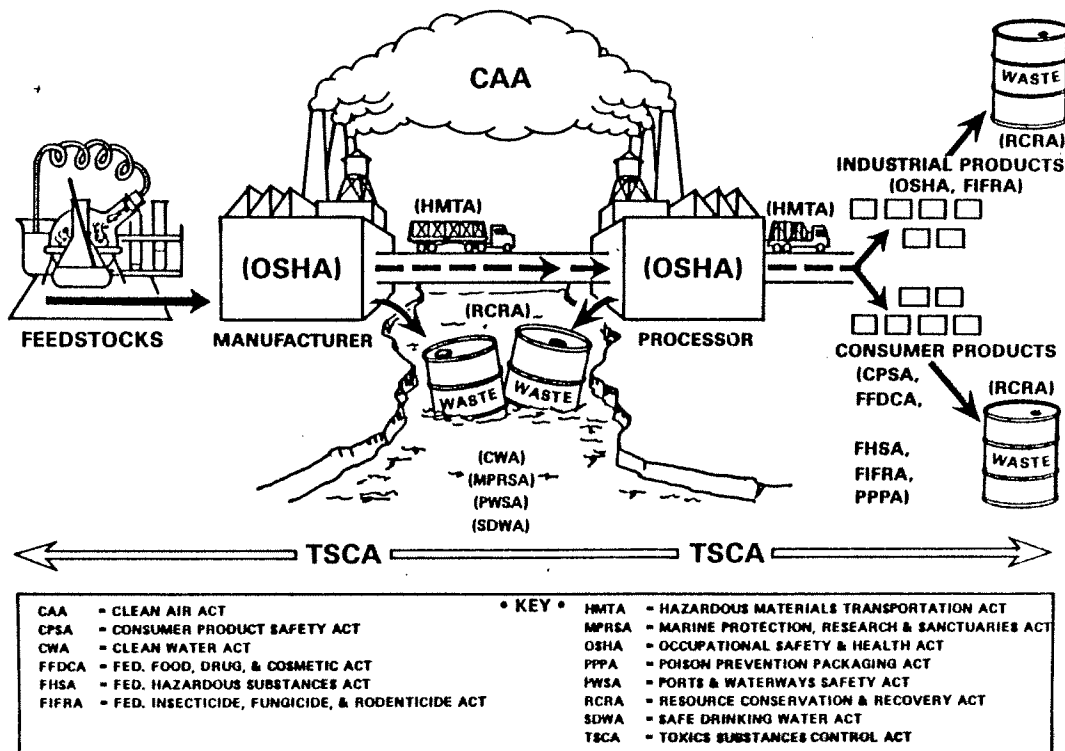 CAA
WASTE
(RCRA)
INDUSTRIAL PRODUCTS
(OSHA, FIFRA)
(HMTA)
(HMTA)
(OSHA)
(OSHA)
FEEDSTOCKS
MANUFACTURER
(RCRA)
PROCESSOR
WASTE
WASTE
CONSUMER PRODUCTS
(CPSA,
FFDCA,
FHSA,
FIFRA,
PPPA)
(RCRA)
WASTE
(CWA)
(MPRSA)
(PWSA)
(SDWA)
TSCA
TSCA
• KEY •
CAA = CLEAN AIR ACT
CPSA = CONSUMER PRODUCT SAFETY ACT
CWA = CLEAN WATER ACT
FFDCA = FED. FOOD, DRUG, & COSMETIC ACT
FHSA = FED. HAZARDOUS SUBSTANCES ACT
FIFRA = FED. INSECTICIDE, FUNGICIDE, & RODENTICIDE ACT
HMTA = HAZARDOUS MATERIALS TRANSPORTATION ACT
MPRSA = MARINE PROTECTION, RESEARCH & SANCTUARIES ACT
OSHA = OCCUPATIONAL SAFETY & HEALTH ACT
PPPA = POISON PREVENTION PACKAGING ACT
PWSA = PORTS & WATERWAYS SAFETY ACT
RCRA = RESOURCE CONSERVATION & RECOVERY ACT
SDWA = SAFE DRINKING WATER ACT
TSCA = TOXICS SUBSTANCES CONTROL ACT